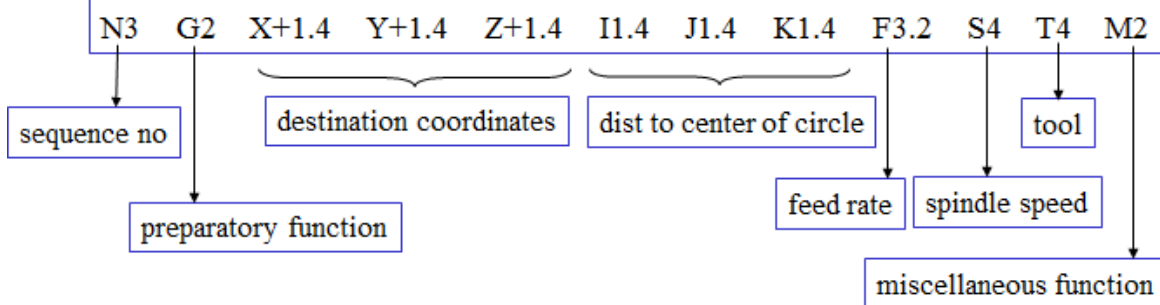 N3 G2 X+1.4 Y+1.4 Z+1.4 I1.4 J1.4 K1.4 F3.2 S4 T4 M2
destination coordinates
dist to center of circle
tool
sequence no
feed rate
spindle speed
preparatory function
miscellaneous function